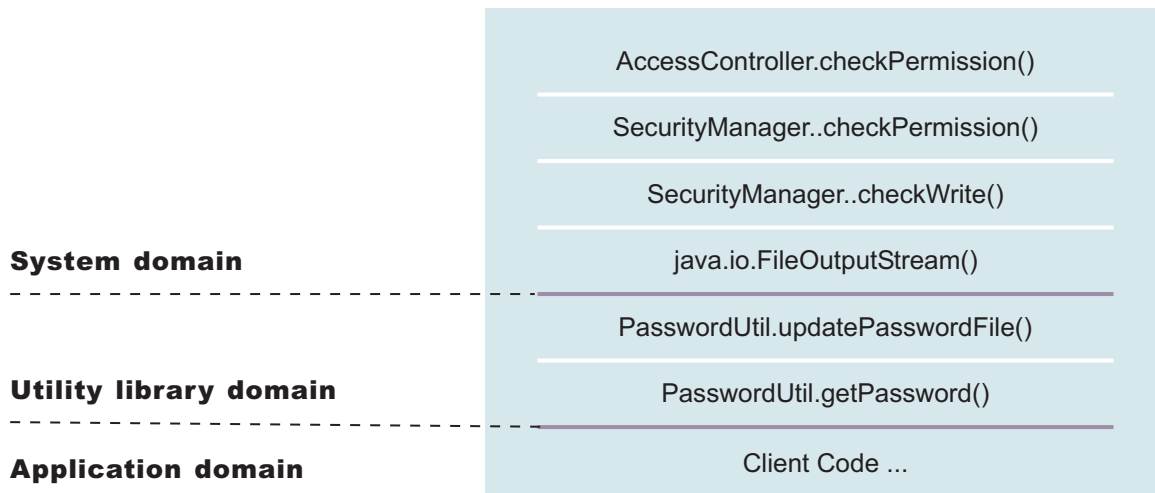 AccessController.checkPermission()
SecurityManager..checkPermission()
SecurityManager..checkWrite()
System domain
java.io.FileOutputStream()
PasswordUtil.updatePasswordFile()
Utility library domain
PasswordUtil.getPassword()
Application domain
Client Code ...